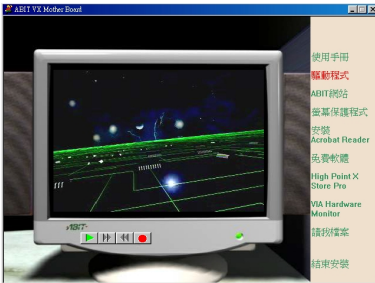 ABIT VX Mother Board
使用手冊
驅動程式
ABIT網站
螢幕保護程式
安裝
Acrobat Reader
免費軟體
High Point X
Store Pro
VIA Hardware
Monitor
讀我檔案
結束安裝
ABIT